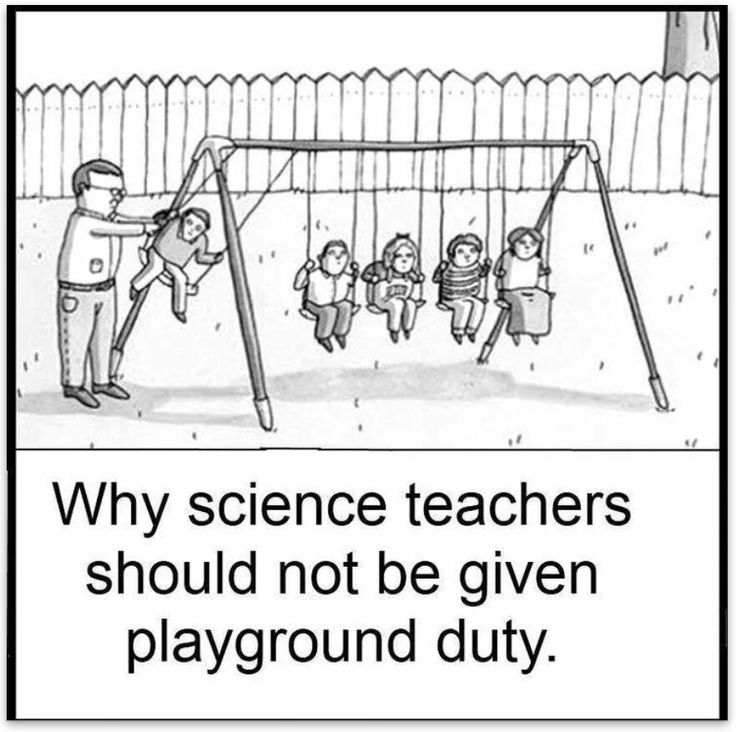 Why science teachers
should not be given
playground duty.